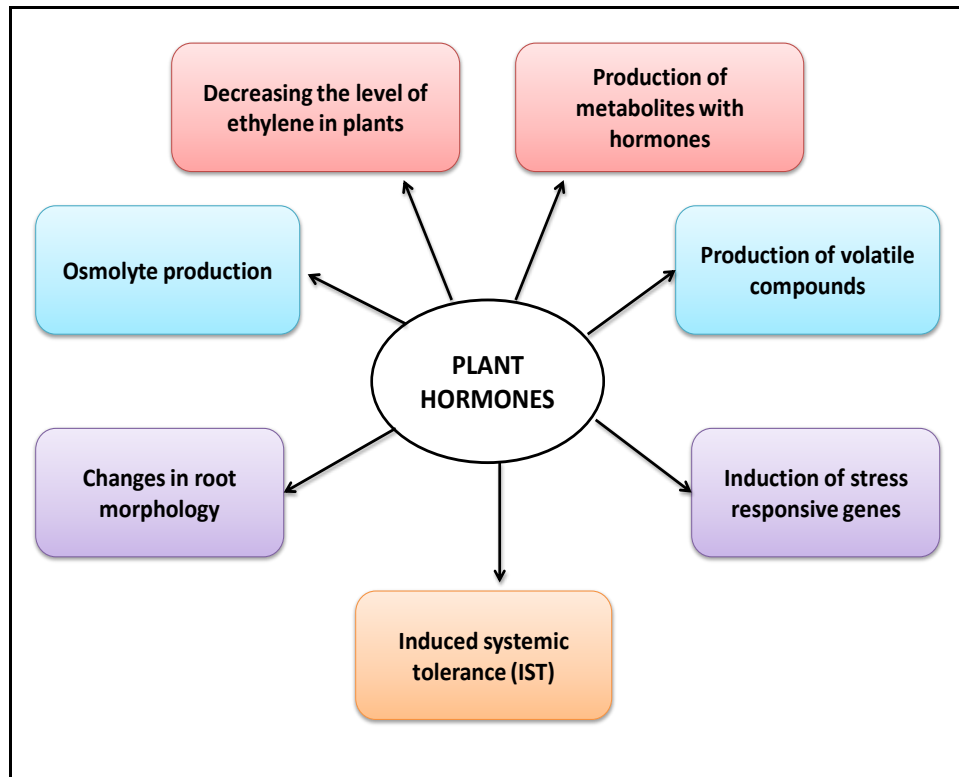 Decreasing the level of
ethylene in plants
Production of
metabolites with
hormones
Osmolyte production
Production of volatile
compounds
PLANT
HORMONES
Changes in root
morphology
Induction of stress
responsive genes
Induced systemic
tolerance (IST)